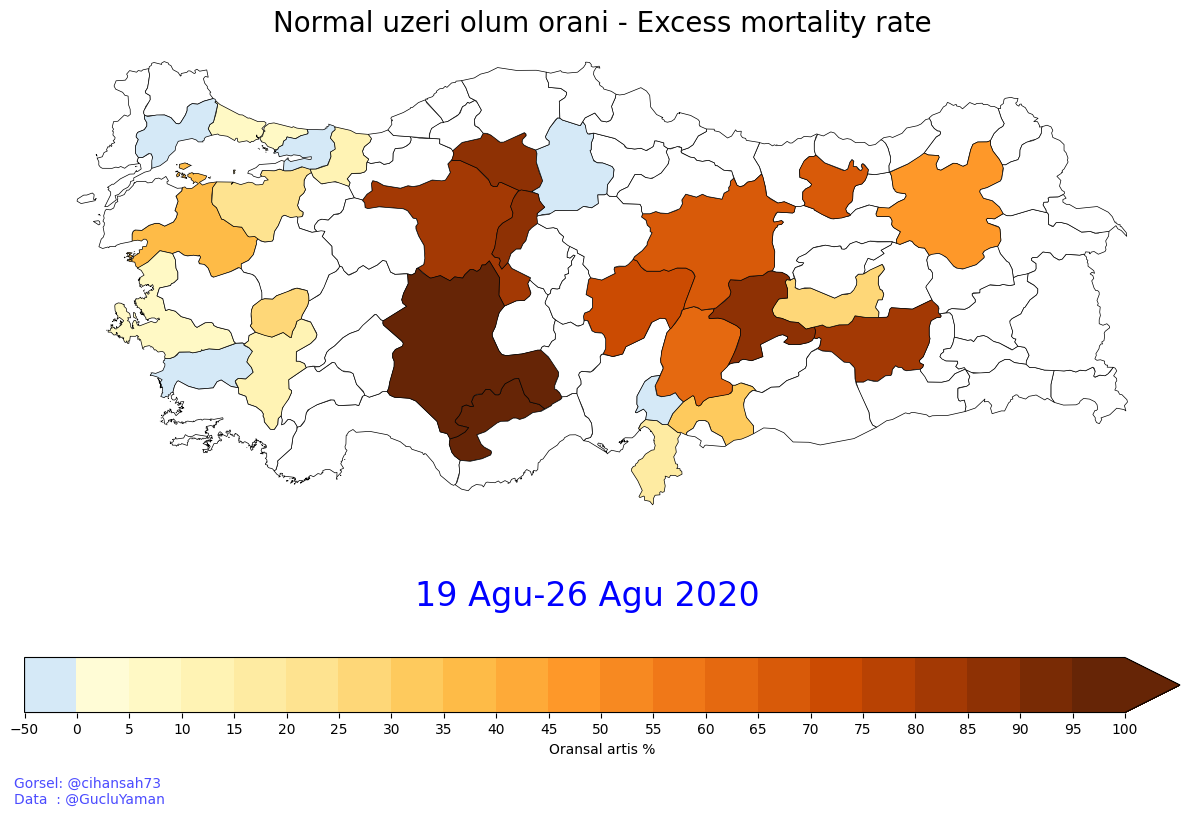 Normal uzeri olum orani - Excess mortality rate
19 Agu-26 Agu 2020
−50 0 5 10 15 20 25 30 35 40 45 50 55 60 65 70 75 80 85 90 95 100
Oransal artis %
Gorsel: @cihansah73
Data : @GucluYaman